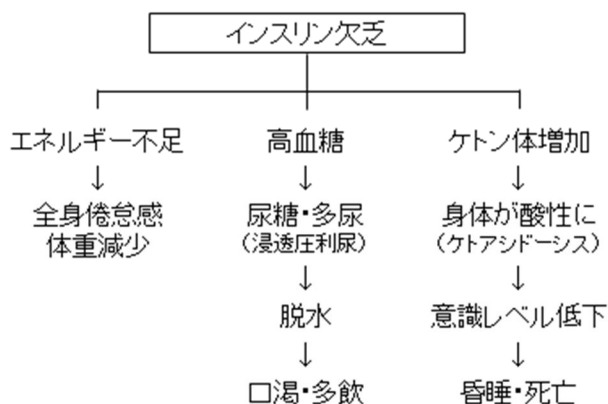 インスリン欠乏
エネルギー不足
↓
全身倦怠感
体重減少
高血糖
↓
尿糖・多尿
（浸透圧利尿）
↓
脱水
↓
口渇・多飲
ケトン体増加
↓
身体が酸性に
（ケトアシドーシス）
↓
意識レベル低下
↓
昏睡・死亡